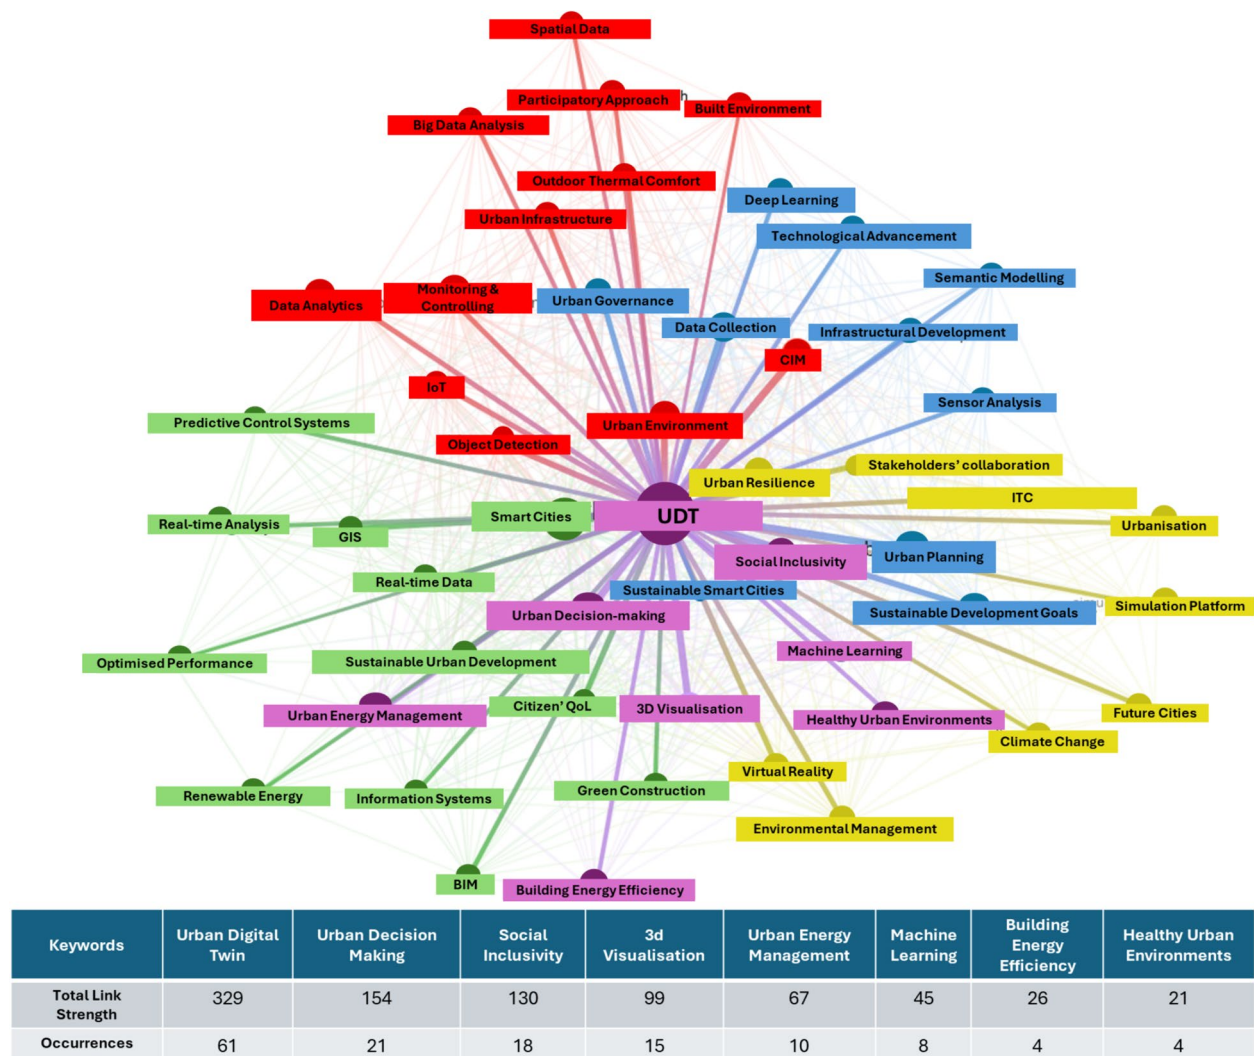 Spatial Data
Participatory Approach
h
Built Environment
Big Data Analysis
Outdoor Thermal Comfort
Deep Learning
Urban Infrastructure
Technological Advancement
Semantic Modelling
Data Analytics
Monitoring &
Controlling
Urban Governance
Data Collection
Infrastructural Development
CIM
IoT
Sensor Analysis
Predictive Control Systems
Urban Environment
Object Detection
Stakeholders’ collaboration
Urban Resilience
ITC
Real-time Analysis
GIS
Smart Cities
UDT
Urbanisation
Social Inclusivity
Urban Planning
Real-time Data
Sustainable Smart Cities
Urban Decision-making
Sustainable Development Goals
Simulation Platform
Optimised Performance
Sustainable Urban Development
Machine Learning
Urban Energy Management
Citizen’ QoL
3D Visualisation
Healthy Urban Environments
Future Cities
Climate Change
Virtual Reality
Renewable Energy
Information Systems
Green Construction
Environmental Management
BIM
Building Energy Efficiency
Keywords
Urban Digital
Twin
Urban Decision
Making
Social
Inclusivity
3d
Visualisation
Urban Energy
Management
Machine
Learning
Building
Energy
Efficiency
Healthy Urban
Environments
Total Link
Strength
329 154 130 99 67 45 26 21
Occurrences 61 21 18 15 10 8 4 4